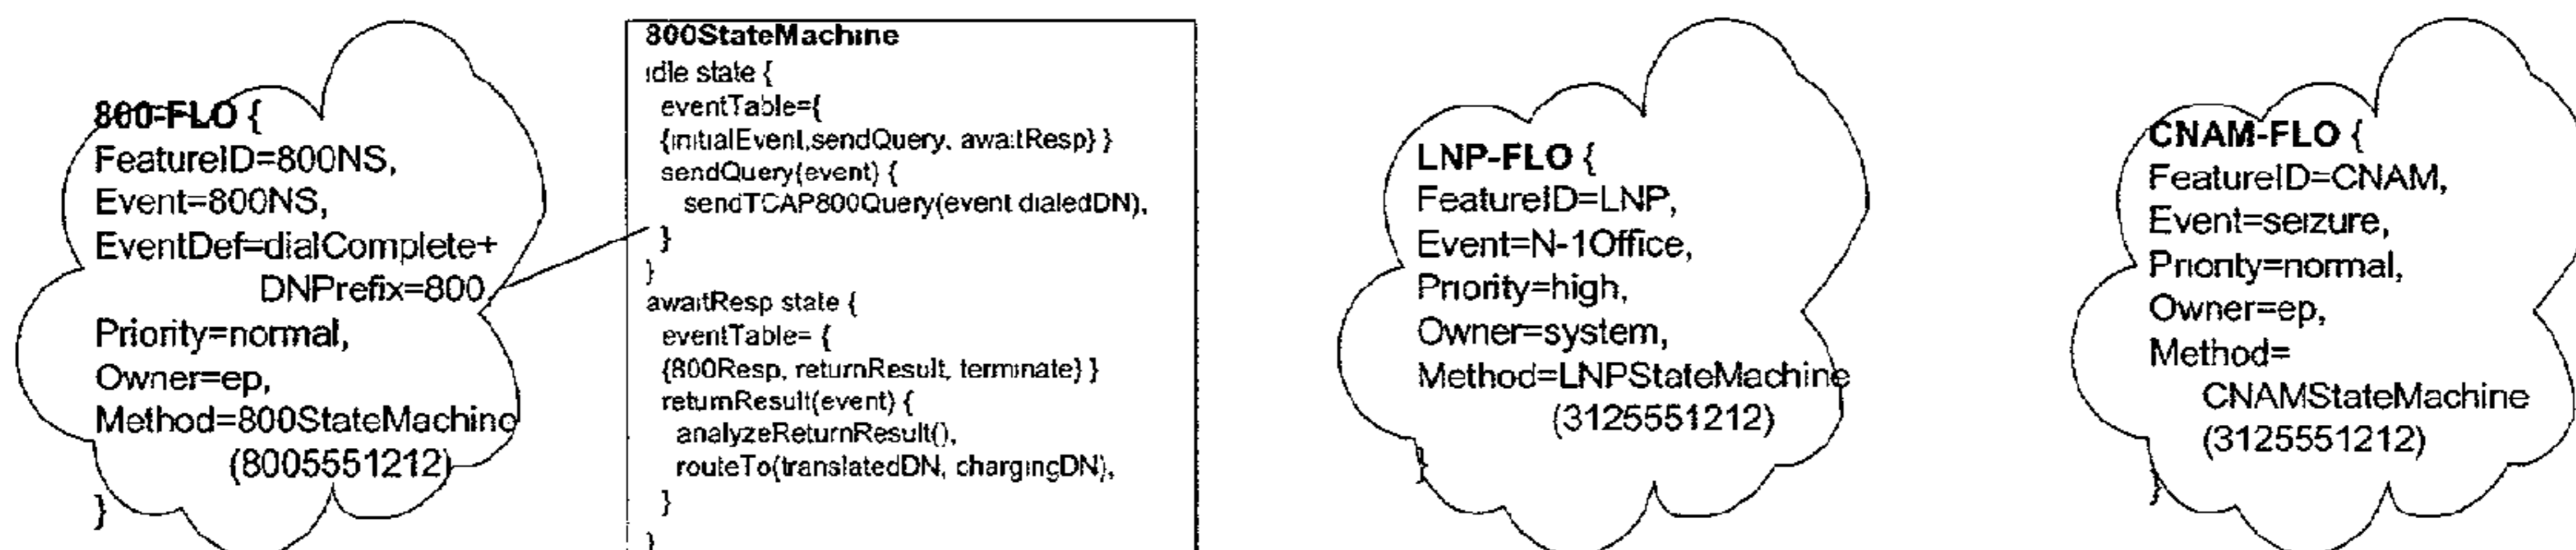 800-FLO {
FeatureID=800NS,
Event=800NS,
EventDef=dialComplete+
DNPrefix=800
Priority=normal,
Owner=ep,
Method=800StateMachine
(8005551212)
}
800StateMachine
idle state {
eventTable={
{initialEvent,sendQuery, awaitResp} }
sendQuery(event) {
sendTCAP800Query(event dialedDN),
}
}
awaitResp state {
eventTable= {
{800Resp, returnResult, terminate} }
returnResult(event) {
analyzeReturnResult(),
routeTo(translatedDN, chargingDN),
}
}
LNP-FLO {
FeatureID=LNP,
Event=N-1Office,
Priority=high,
Owner=system,
Method=LNPStateMachine
(3125551212)
}
CNAM-FLO {
FeatureID=CNAM,
Event=seizure,
Priority=normal,
Owner=ep,
Method=
CNAMStateMachine
(3125551212)
}